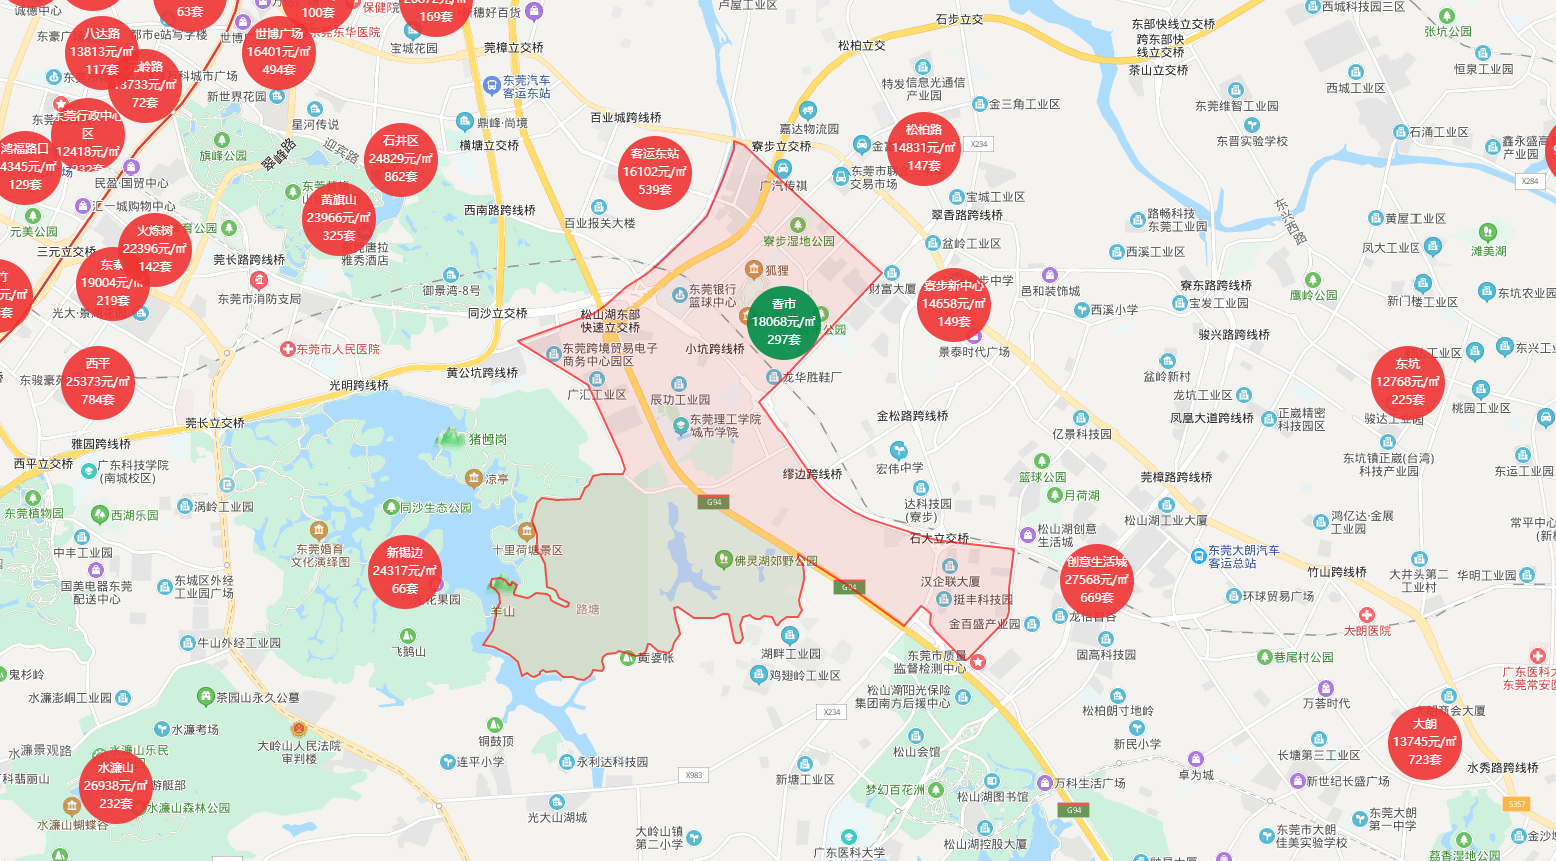 诚德中心
63套
100套
保健院
169套
宝城花园
卢屋工业区
石步立交
东部快线立交桥
西城科技园三区
张坑公园
八达路
13813元/㎡
117套
世博广场
16401元/㎡
494套
东莞东华医院
莞樟立交桥
松柏立交
跨东部快
线立交桥
茶山立交桥
恒泉工业园
72套
新世界花园
东莞汽车
客运东站
特发信息光通信
产业园
西城工业园
东莞行政中心
区
12418元/㎡
星河传说
鼎峰·尚境
百业城跨线桥
嘉达物流园
金三角工业区
东莞维智工业园
石涌工业区
鸿福路口
129套
旗峰公园
翠峰路
迎宾路
石井区
24829元/㎡
862套
横塘立交桥
客运东站
16102元/㎡
539套
寮步立交桥
松柏路
14831元/㎡
147套
X234
东晋实验学校
鑫永盛高
产业园
X284
民盈·国贸中心
汇一城购物中心
黄旗山
23966元/㎡
325套
广汽传祺
交易市场
宝城工业区
元美公园
西南路跨线桥
百业报关大楼
翠香路跨线桥
路畅科技
东莞工业园
东兴西路
黄屋工业区
三元立交桥
火炼树
22396元/㎡
142套
唐拉
雅秀酒店
寮步湿地公园
盆岭工业区
西溪工业区
凤大工业区
滩美湖
莞长路跨线桥
19004元/㎡
219套
东莞市消防支局
御景湾-8号
狐狸
东莞银行
篮球中心
财富大厦
寮步新中心
14658元/㎡
149套
邑和装饰城
寮东路跨线桥
鹰岭公园
新门楼工业区
东坑农业园
同沙立交桥
松山湖东部
快速立交桥
香市
18068元/㎡
297套
西溪小学
宝发工业区
东莞市人民医院
东莞跨境贸易电子
商务中心园区
小坑跨线桥
景泰时代广场
骏兴路跨线桥
东兴工业
西平
25373元/㎡
784套
光明跨线桥
黄公坑跨线桥
广汇工业区
辰功工业园
龙华胜鞋厂
盆岭新村
东坑
12768元/㎡
225套
莞长立交桥
东莞理工学院
城市学院
金松路跨线桥
龙坑工业区
凤凰大道跨线桥
正崴精密
科技园区
骏达工业园
桃园工业区
雅园跨线桥
猪乸岗
亿景科技园
西平立交桥
广东科技学院
(南城校区)
凉亭
缪边跨线桥
宏伟中学
篮球公园
莞樟路跨线桥
东坑镇正崴(台湾)
科技产业园
东运工业园
东莞植物园
西湖乐园
涡岭工业园
同沙生态公园
G94
达科技园
(寮步)
月荷湖
松山湖工业大厦
鸿亿达·金展
工业园
常平中心
中丰工业园
东莞婚育
文化演绎图
十里荷塘景区
石大立交桥
松山湖创意
生活城
国美电器东莞
配送中心
东城区外经
工业园广场
新锡边
24317元/㎡
66套
佛灵湖郊野公园
G94
汉企联大厦
创意生活城
27568元/㎡
669套
东莞大朗汽车
客运总站
竹山跨线桥
大井头第二
工业村
华明工业园
羊山
路塘
挺丰科技园
环球贸易广场
牛山外经工业园
飞鹅山
湖畔工业园
金百盛产业园
固高科技园
大朗医院
巷尾村公园
鬼杉岭
黄婆帐
鸡翅岭工业园
东莞市质量
监督检测中心
广东医科大
东莞常安医
水濂澎峒工业园
茶园山永久公墓
松山湖阳光保险
集团南方后援中心
松柏朗寸地岭
万荟时代
朗商会大厦
水濂考场
大岭山人民法院
审判楼
铜鼓顶
X234
松山会馆
新民小学
大朗
13745元/㎡
723套
水濂景观路
水濂山乐民
连平小学
永利达科技园
X983
新塘工业区
卓为城
长塘第三工业区
水秀路跨线桥
水濂山
26938元/㎡
232套
游艇部
水濂山森林公园
水濂山蝴蝶谷
光大山湖城
梦幻百花洲
松山湖图书馆
万科生活广场
G94
新世纪长盛广场
S357
大岭山镇
第二小学
广东医科大学
松山湖控股大厦
东莞市大朗
佳美实验学校
东莞大朗
第一中学
荔香湿地公园
金沙城